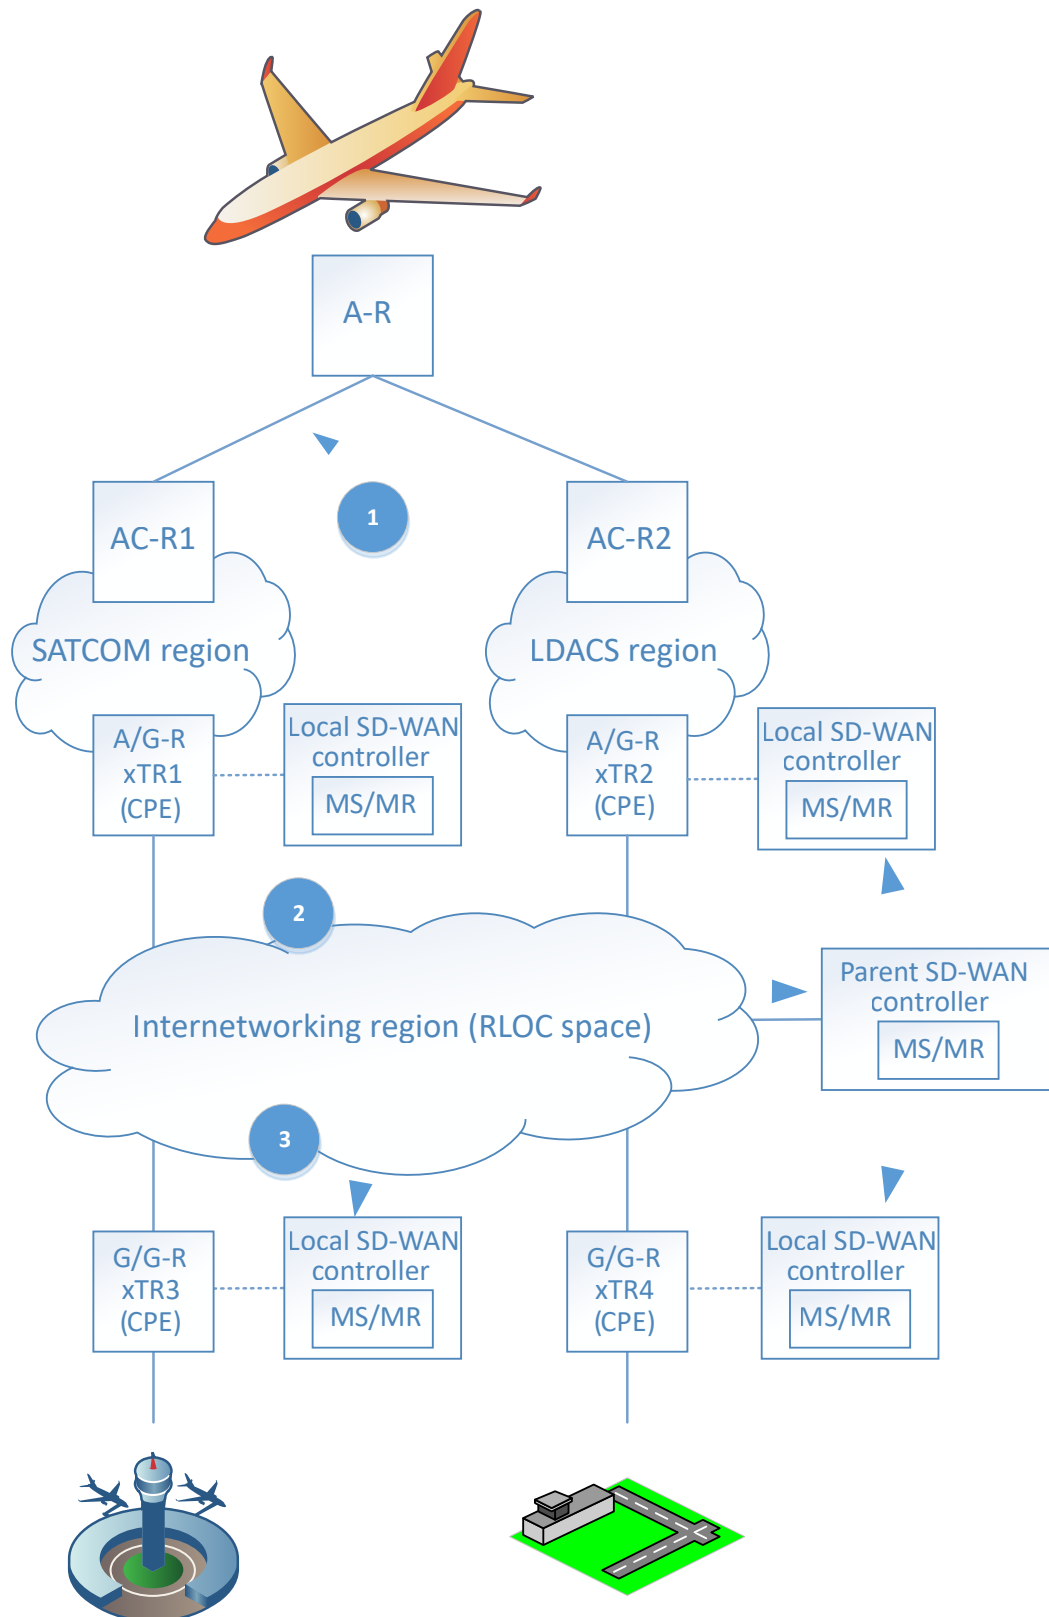 A-R
1
AC-R1
AC-R2
SATCOM region
LDACS region
A/G-R
xTR1
(CPE)
Local SD-WAN
controller
MS/MR
A/G-R
xTR2
(CPE)
Local SD-WAN
controller
MS/MR
2
Internetworking region (RLOC space)
Parent SD-WAN
controller
MS/MR
3
G/G-R
xTR3
(CPE)
Local SD-WAN
controller
MS/MR
G/G-R
xTR4
(CPE)
Local SD-WAN
controller
MS/MR